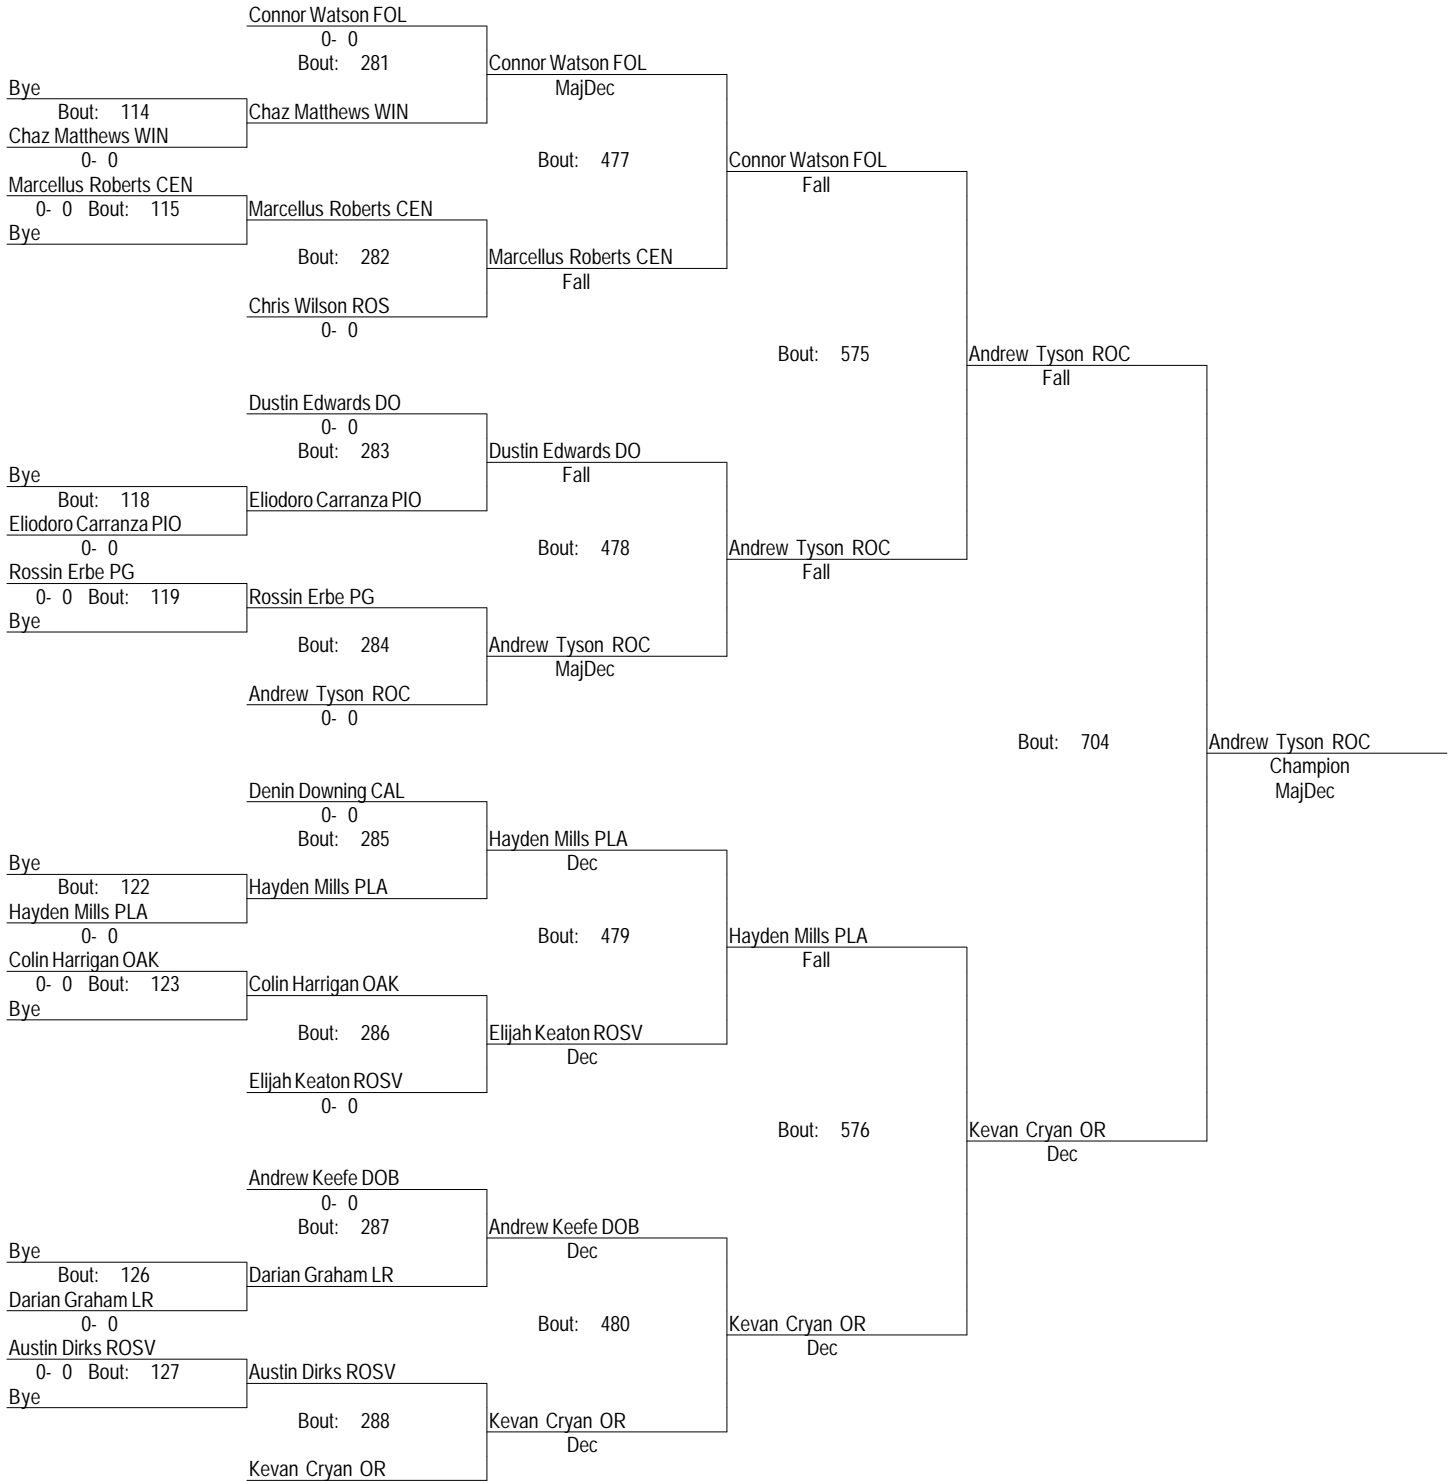 Connor Watson FOL
0- 0
Bout: 281
Connor Watson FOL
Bye
MajDec
Bout: 114
Chaz Matthews WIN
Chaz Matthews WIN
0- 0
Bout: 477
Connor Watson FOL
Marcellus Roberts CEN
Fall
0- 0 Bout: 115
Marcellus Roberts CEN
Bye
Bout: 282
Marcellus Roberts CEN
Fall
Chris Wilson ROS
0- 0
Bout: 575
Andrew Tyson ROC
Fall
Dustin Edwards DO
0- 0
Bout: 283
Dustin Edwards DO
Bye
Fall
Bout: 118
Eliodoro Carranza PIO
Eliodoro Carranza PIO
0- 0
Bout: 478
Andrew Tyson ROC
Rossin Erbe PG
Fall
0- 0 Bout: 119
Rossin Erbe PG
Bye
Bout: 284
Andrew Tyson ROC
MajDec
Andrew Tyson ROC
0- 0
Bout: 704
Andrew Tyson ROC
Champion
MajDec
Denin Downing CAL
0- 0
Bout: 285
Hayden Mills PLA
Bye
Dec
Bout: 122
Hayden Mills PLA
Hayden Mills PLA
0- 0
Bout: 479
Hayden Mills PLA
Colin Harrigan OAK
Fall
0- 0 Bout: 123
Colin Harrigan OAK
Bye
Bout: 286
Elijah Keaton ROSV
Dec
Elijah Keaton ROSV
0- 0
Bout: 576
Kevan Cryan OR
Dec
Andrew Keefe DOB
0- 0
Bout: 287
Andrew Keefe DOB
Bye
Dec
Bout: 126
Darian Graham LR
Darian Graham LR
0- 0
Bout: 480
Kevan Cryan OR
Austin Dirks ROSV
Dec
0- 0 Bout: 127
Austin Dirks ROSV
Bye
Bout: 288
Kevan Cryan OR
Dec
Kevan Cryan OR